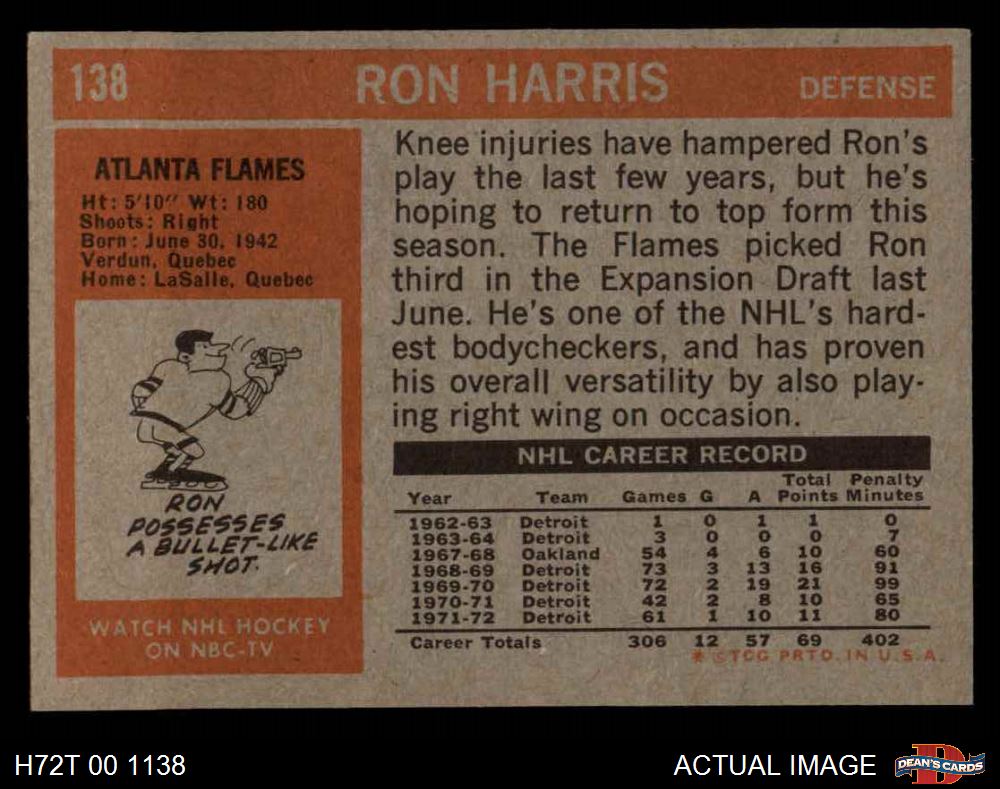 138 RON HARRIS DEFENSE
ATLANTA FLAMES
Ht: 5'10" Wt: 180
Shoots: Right
Born: June 30, 1942
Verdun, Quebec
Home: LaSalle, Quebec
RON
POSSESSES
A BULLET-LIKE
SHOT.
WATCH NHL HOCKEY
ON NBC-TV
Knee injuries have hampered Ron's
play the last few years, but he's
hoping to return to top form this
season. The Flames picked Ron
third in the Expansion Draft last
June. He's one of the NHL's hard-
est bodycheckers, and has proven
his overall versatility by also play-
ing right wing on occasion.
NHL CAREER RECORD
Year Team Games G A Total Points Penalty Minutes
1962-63 Detroit 1 0 1 1 0
1963-64 Detroit 3 0 0 0 7
1967-68 Oakland 54 4 6 10 60
1968-69 Detroit 73 3 13 16 91
1969-70 Detroit 72 2 19 21 99
1970-71 Detroit 42 2 8 10 65
1971-72 Detroit 61 1 10 11 80
Career Totals 306 12 57 69 402
* © TCG PRTD. IN U.S.A.
H72T 00 1138 ACTUAL IMAGE D DEAN'S CARDS